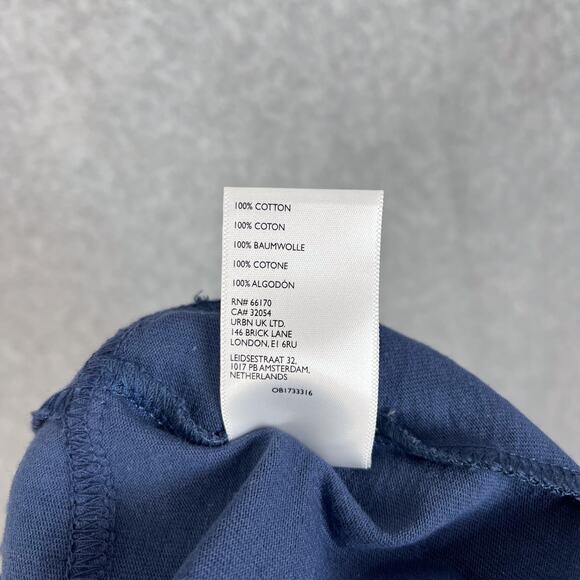 100% COTTON
100% COTON
100% BAUMWOLLE
100% COTONE
100% ALGODÓN
RN# 66170
CA# 32054
URBN UK LTD.
146 BRICK LANE
LONDON, E1 6RU
LEIDSESTRAAT 32,
1017 PB AMSTERDAM,
NETHERLANDS
OB1733316